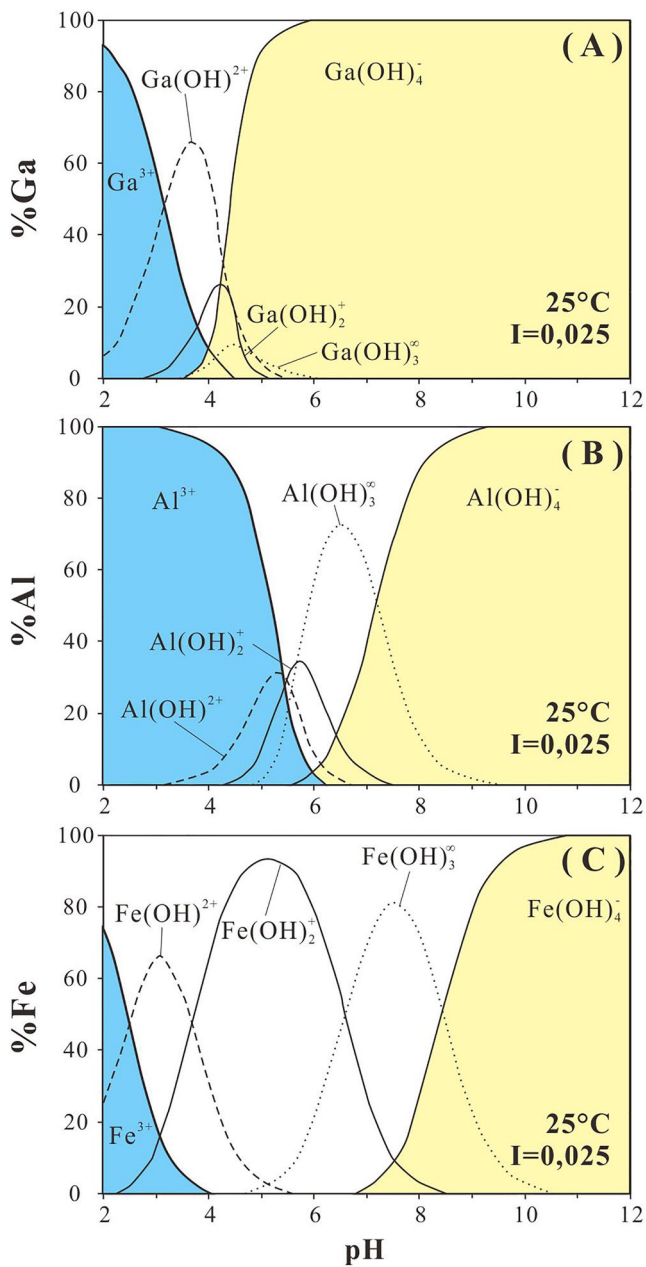 100
80
60
40
20
0
%Ga
( A )
Ga(OH)²⁺
Ga(OH)₄⁻
Ga³⁺
Ga(OH)₂⁺
Ga(OH)₃∞
25°C
I=0,025
2 4 6 8 10 12
100
80
60
40
20
0
%Al
( B )
Al³⁺
Al(OH)₃∞
Al(OH)₄⁻
Al(OH)₂⁺
Al(OH)²⁺
25°C
I=0,025
2 4 6 8 10 12
100
80
60
40
20
0
%Fe
( C )
Fe(OH)₃∞
Fe(OH)²⁺
Fe(OH)₂⁺
Fe(OH)₄⁻
Fe³⁺
25°C
I=0,025
2 4 6 8 10 12
pH